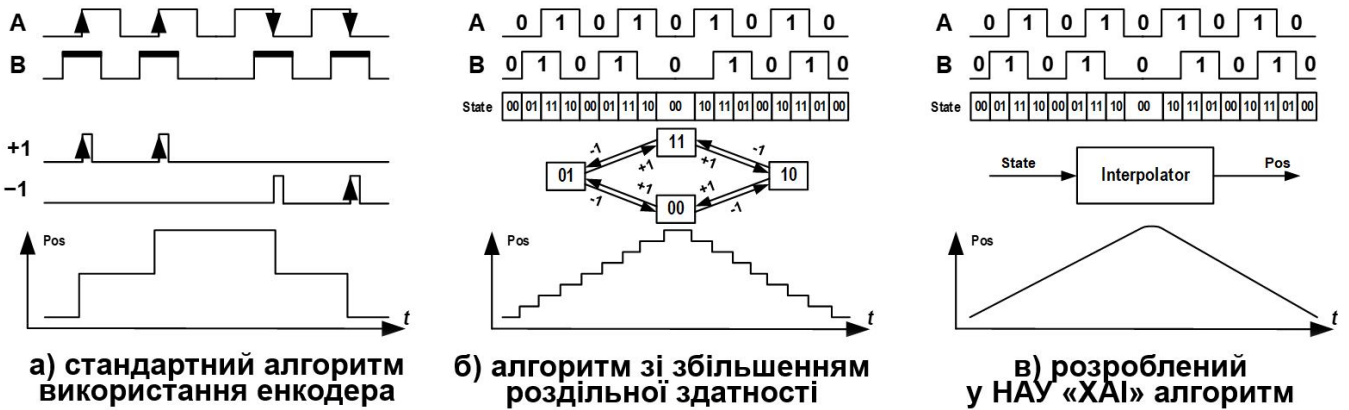 A
B
+1
−1
Pos
t
а) стандартний алгоритм
використання енкодера
A 0 1 0 1 0 1 0 1 0
B 0 1 0 1 0 1 0 1 0
State 00 01 11 10 00 01 11 10 00 10 11 01 00 10 11 01 00
11
01
10
00
-1
+1
-1
+1
+1
-1
+1
-1
Pos
t
б) алгоритм зі збільшенням
роздільної здатності
A 0 1 0 1 0 1 0 1 0
B 0 1 0 1 0 1 0 1 0
State 00 01 11 10 00 01 11 10 00 10 11 01 00 10 11 01 00
State
Interpolator
Pos
Pos
t
в) розроблений
у НАУ «ХАІ» алгоритм